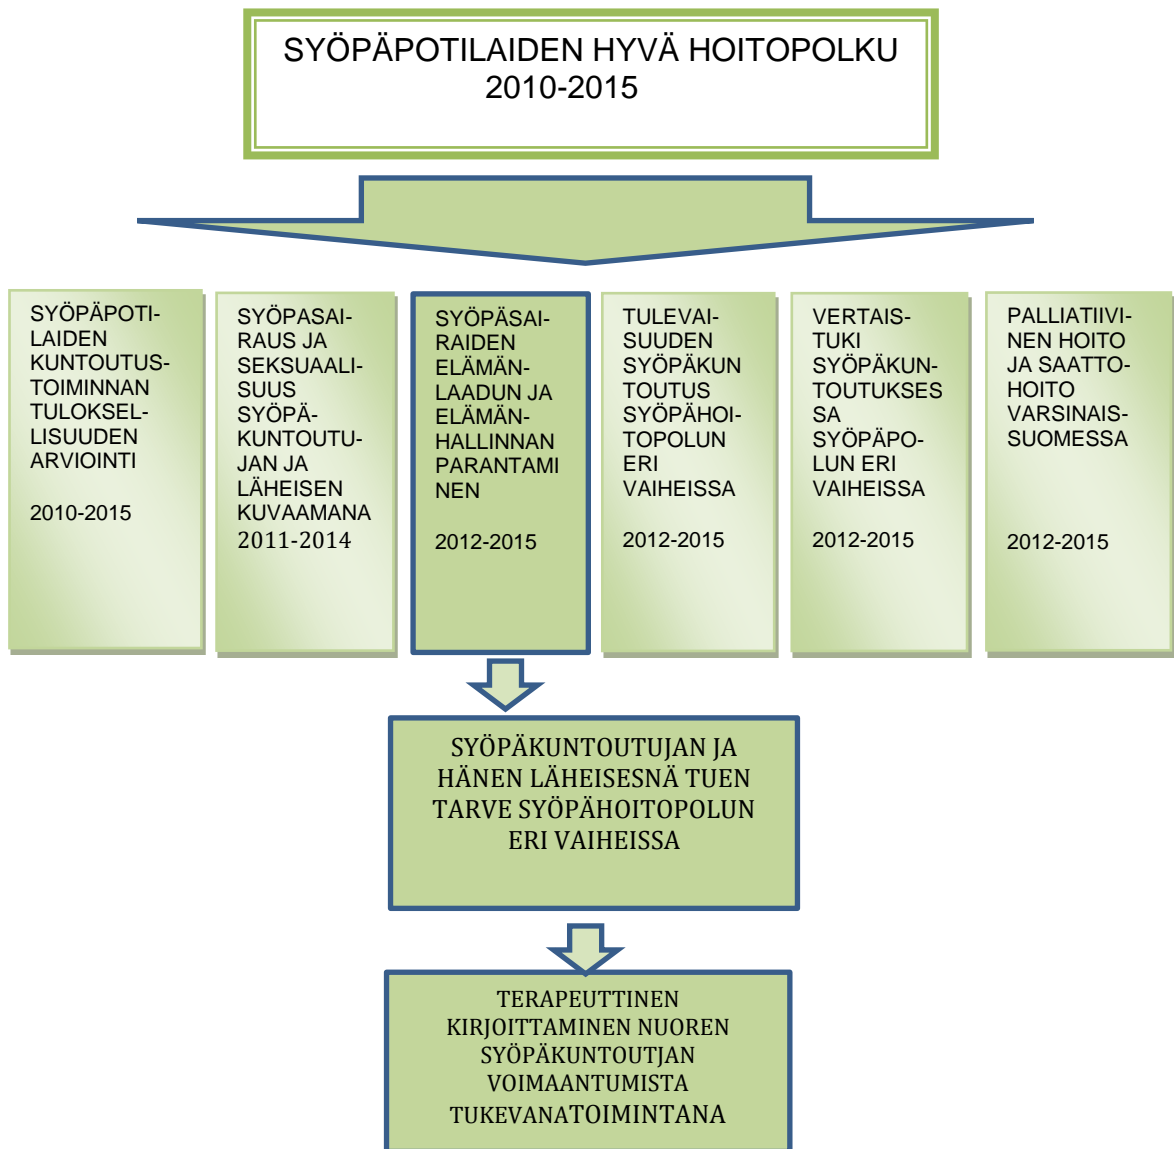 SYÖPÄPOTILAIDEN HYVÄ HOITOPOLKU
2010-2015
SYÖPÄPOTI-
LAIDEN
KUNTOUTUS-
TOIMINNAN
TULOKSEL-
LISUUDEN
ARVIOINTI
2010-2015
SYÖPASAI-
RAUS JA
SEKSUAALI-
SUUS
SYÖPÄ-
KUNTOUTU-
JAN JA
LÄHEISEN
KUVAAMANA
2011-2014
SYÖPÄSAI-
RAIDEN
ELÄMÄN-
LAADUN JA
ELÄMÄN-
HALLINNAN
PARANTAMI
NEN
2012-2015
TULEVAI-
SUUDEN
SYÖPÄKUN
TOUTUS
SYÖPÄHOI-
TOPOLUN
ERI
VAIHEISSA
2012-2015
VERTAIS-
TUKI
SYÖPÄKUN-
TOUTUKSES
SA
SYÖPÄPO-
LUN ERI
VAIHEISSA
2012-2015
PALLIATIIVI-
NEN HOITO
JA SAATTO-
HOITO
VARSINAIS-
SUOMESSA
2012-2015
SYÖPÄKUNTOUTUJAN JA
HÄNEN LÄHEISESNÄ TUEN
TARVE SYÖPÄHOITOPOLUN
ERI VAIHEISSA
TERAPEUTTINEN
KIRJOITTAMINEN NUOREN
SYÖPÄKUNTOUTJAN
VOIMAANTUMISTA
TUKEVANATOIMINTANA